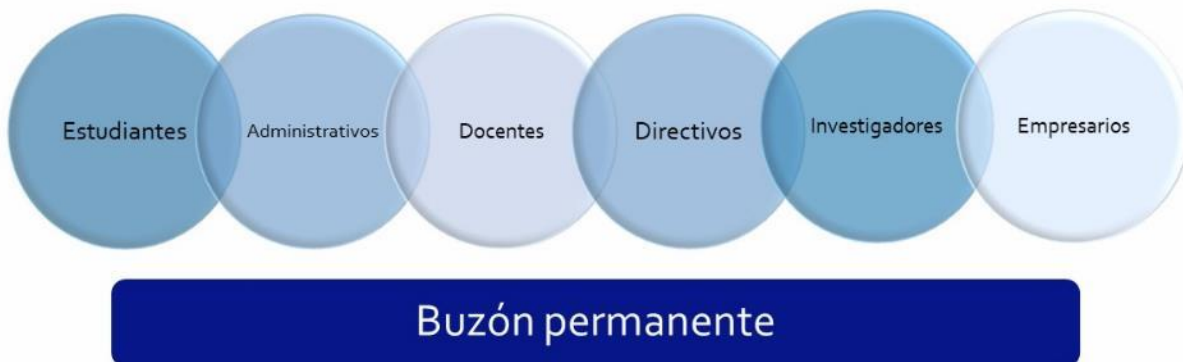 Estudiantes
Administrativos
Docentes
Directivos
Investigadores
Empresarios
Buzón permanente